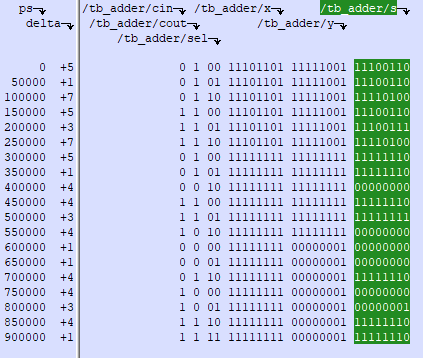 ps /tb_adder/cin /tb_adder/x /tb_adder/s
delta /tb_adder/cout /tb_adder/y
/tb_adder/sel
0 +5 0 1 00 11101101 11111001 11100110
50000 +1 0 1 01 11101101 11111001 11100110
100000 +7 0 1 10 11101101 11111001 11110100
150000 +5 1 1 00 11101101 11111001 11100110
200000 +3 1 1 01 11101101 11111001 11100111
250000 +7 1 1 10 11101101 11111001 11110100
300000 +5 0 1 00 11111111 11111111 11111110
350000 +1 0 1 01 11111111 11111111 11111110
400000 +4 0 0 10 11111111 11111111 00000000
450000 +4 1 1 00 11111111 11111111 11111110
500000 +3 1 1 01 11111111 11111111 11111111
550000 +4 1 0 10 11111111 11111111 00000000
600000 +1 0 0 00 11111111 00000001 00000000
650000 +1 0 0 01 11111111 00000001 00000000
700000 +4 0 1 10 11111111 00000001 11111110
750000 +4 1 0 00 11111111 00000001 00000000
800000 +3 1 0 01 11111111 00000001 00000001
850000 +4 1 1 10 11111111 00000001 11111110
900000 +1 1 1 11 11111111 00000001 11111110